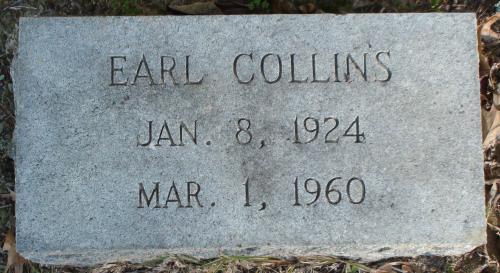 EARL COLLINS
JAN. 8, 1924
MAR. 1, 1960